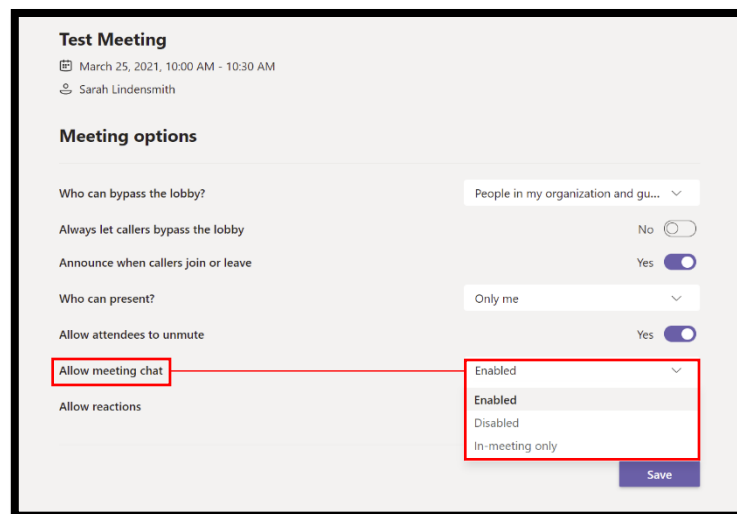 Test Meeting
March 25, 2021, 10:00 AM - 10:30 AM
Sarah Lindensmith
Meeting options
Who can bypass the lobby? People in my organization and gu...
Always let callers bypass the lobby No
Announce when callers join or leave Yes
Who can present? Only me
Allow attendees to unmute Yes
Allow meeting chat Enabled
Enabled
Allow reactions
Disabled
In-meeting only
Save